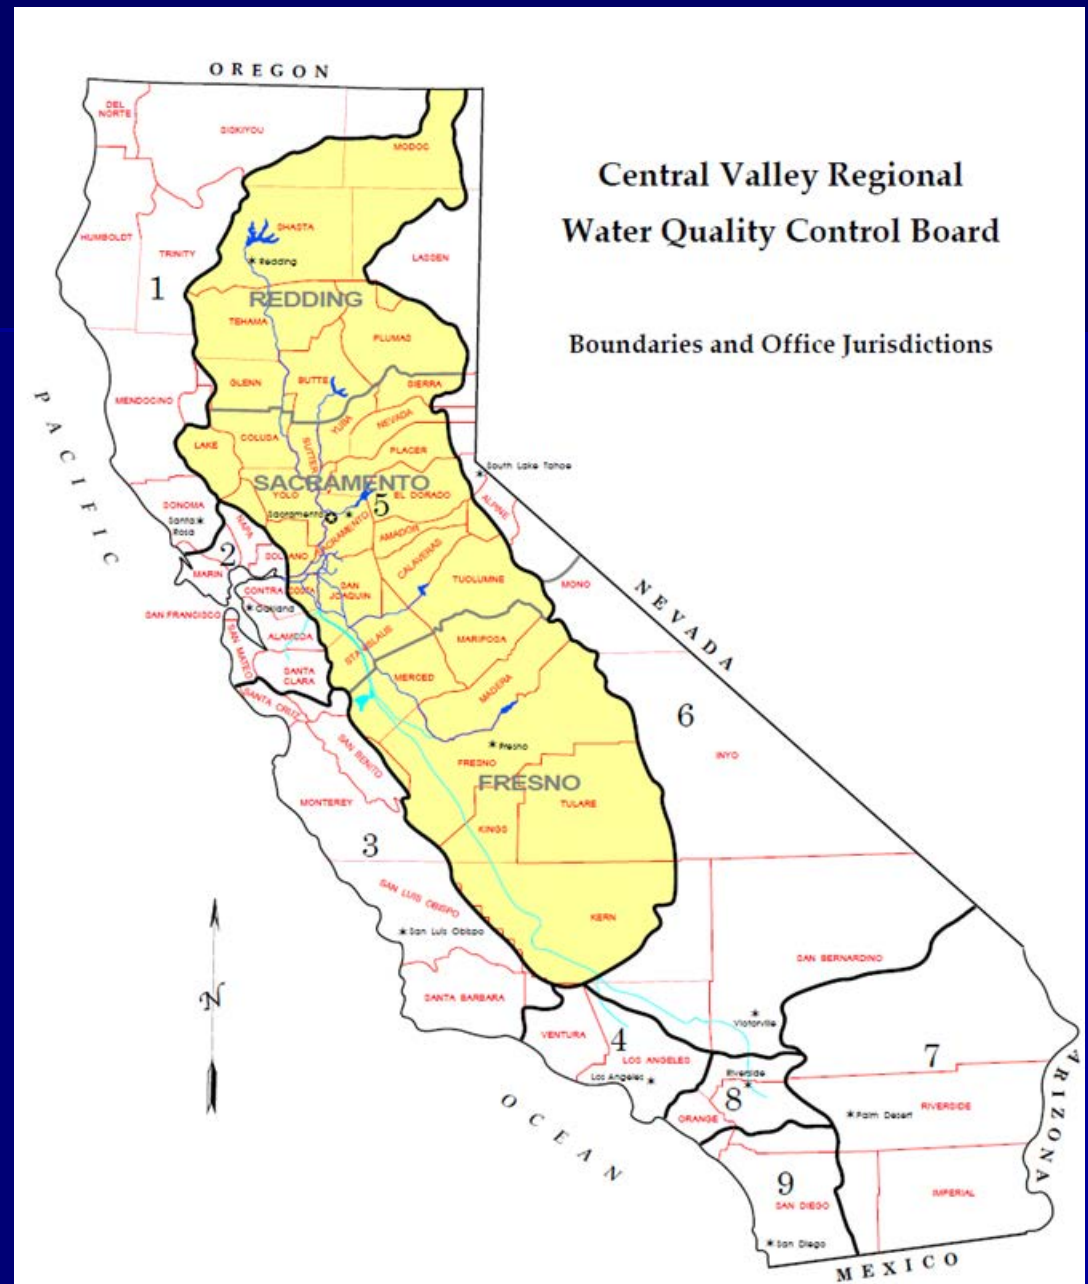 OREGON
Central Valley Regional
Water Quality Control Board
Boundaries and Office Jurisdictions
DEL
NORTE
SISKIYOU
MODOC
HUMBOLDT
TRINITY
1
SHASTA
Redding
LASSEN
REDDING
TEHAMA
PLUMAS
GLENN
BUTTE
SIERRA
MENDOCINO
LAKE
COLUSA
SUTTER
YUBA
NEVADA
PLACER
SACRAMENTO
South Lake Tahoe
SONOMA
Santa
Rosa
NAPA
YOLO
Sacramento
SACRAMENTO
5
EL DORADO
ALPINE
AMADOR
2
SOLANO
CALAVERAS
MARIN
CONTRA COSTA
SAN
JOAQUIN
TUOLUMNE
MONO
NEVADA
PACIFIC
SAN FRANCISCO
Oakland
ALAMEDA
SAN MATEO
SANTA
CLARA
STANISLAUS
MARIPOSA
MERCED
MADERA
SANTA CRUZ
SAN BENITO
6
INYO
Fresno
FRESNO
FRESNO
TULARE
KINGS
MONTEREY
3
SAN LUIS OBISPO
San Luis Obispo
KERN
SAN BERNARDINO
N
SANTA BARBARA
VENTURA
4
LOS ANGELES
Los Angeles
Victorville
7
Riverside
8
ORANGE
Palm Desert
RIVERSIDE
ARIZONA
OCEAN
9
SAN DIEGO
San Diego
IMPERIAL
MEXICO